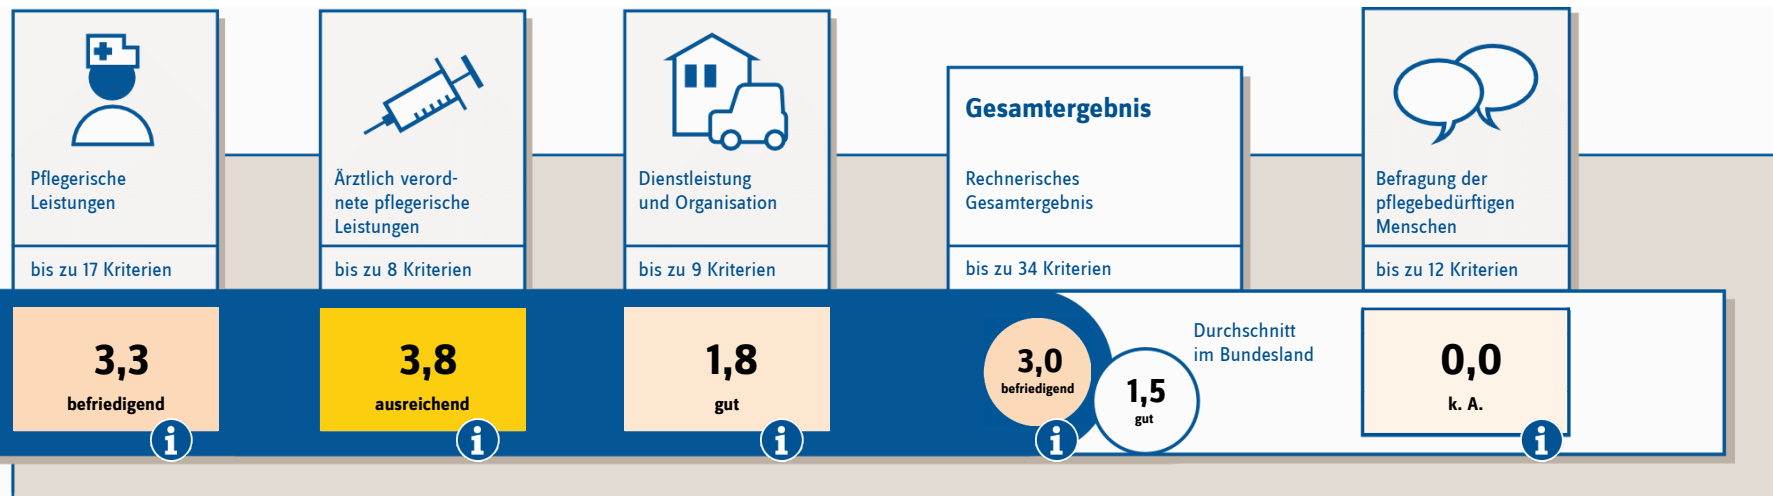 Pflegerische
Leistungen
bis zu 17 Kriterien
3,3
befriedigend
i
Ärztlich verord-
nete pflegerische
Leistungen
bis zu 8 Kriterien
3,8
ausreichend
i
Dienstleistung
und Organisation
bis zu 9 Kriterien
1,8
gut
i
Gesamtergebnis
Rechnerisches
Gesamtergebnis
bis zu 34 Kriterien
3,0
befriedigend
i
1,5
gut
Durchschnitt
im Bundesland
Befragung der
pflegebedürftigen
Menschen
bis zu 12 Kriterien
0,0
k. A.
i